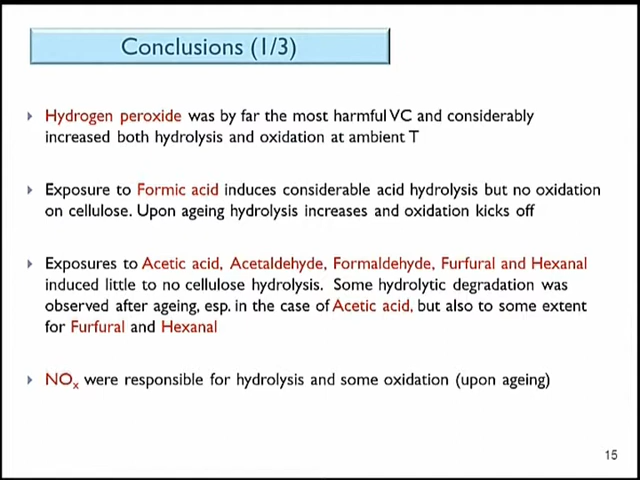 Conclusions (1/3)
Hydrogen peroxide was by far the most harmful VC and considerably
increased both hydrolysis and oxidation at ambient T
Exposure to Formic acid induces considerable acid hydrolysis but no oxidation
on cellulose. Upon ageing hydrolysis increases and oxidation kicks off
Exposures to Acetic acid, Acetaldehyde, Formaldehyde, Furfural and Hexanal
induced little to no cellulose hydrolysis. Some hydrolytic degradation was
observed after ageing, esp. in the case of Acetic acid, but also to some extent
for Furfural and Hexanal
NOx were responsible for hydrolysis and some oxidation (upon ageing)
15